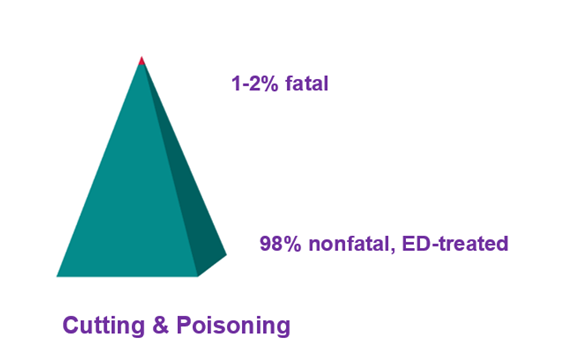 1-2% fatal
98% nonfatal, ED-treated
Cutting & Poisoning